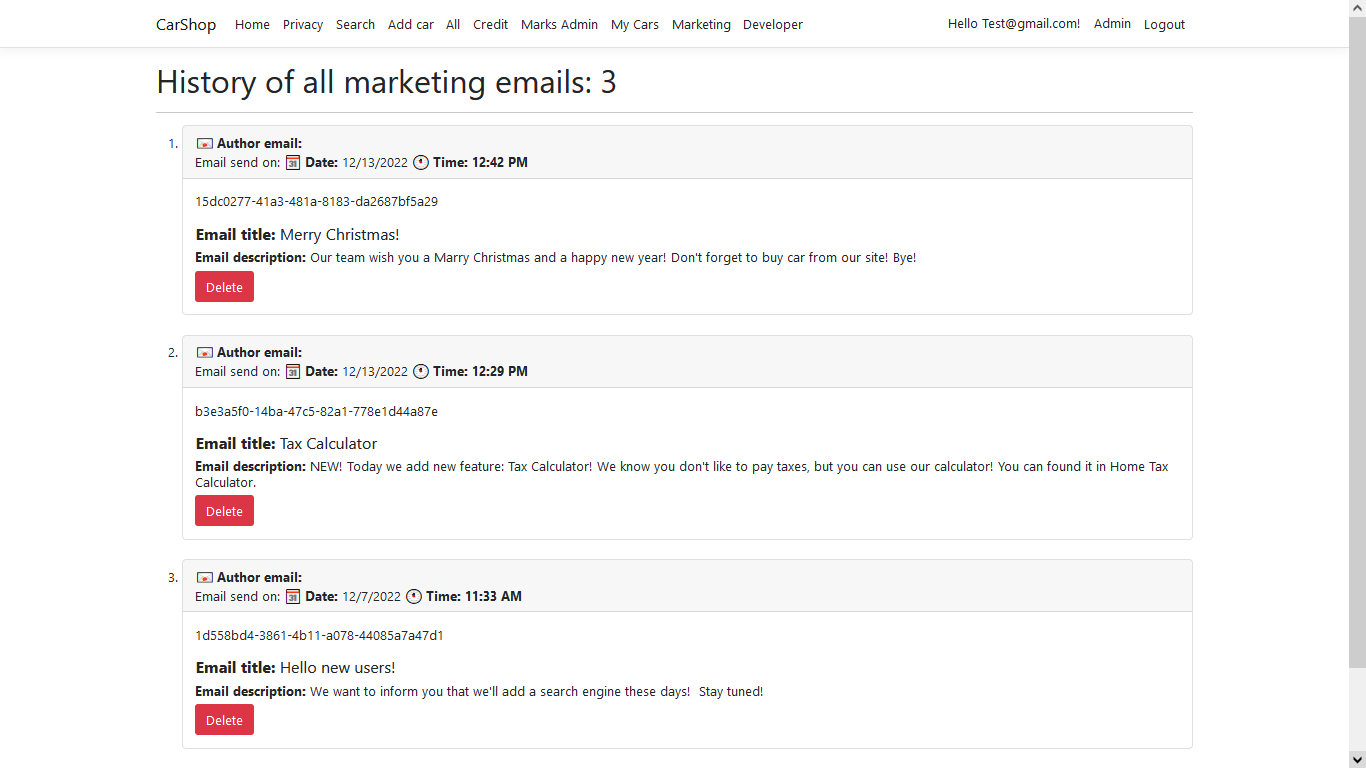 CarShop Home Privacy Search Add car All Credit Marks Admin My Cars Marketing Developer Hello Test@gmail.com! Admin Logout
History of all marketing emails: 3
1. Author email:
Email send on: 31 Date: 12/13/2022 Time: 12:42 PM
15dc0277-41a3-481a-8183-da2687bf5a29
Email title: Merry Christmas!
Email description: Our team wish you a Marry Christmas and a happy new year! Don't forget to buy car from our site! Bye!
Delete
2. Author email:
Email send on: 31 Date: 12/13/2022 Time: 12:29 PM
b3e3a5f0-14ba-47c5-82a1-778e1d44a87e
Email title: Tax Calculator
Email description: NEW! Today we add new feature: Tax Calculator! We know you don't like to pay taxes, but you can use our calculator! You can found it in Home Tax
Calculator.
Delete
3. Author email:
Email send on: 31 Date: 12/7/2022 Time: 11:33 AM
1d558bd4-3861-4b11-a078-44085a7a47d1
Email title: Hello new users!
Email description: We want to inform you that we'll add a search engine these days!  Stay tuned!
Delete